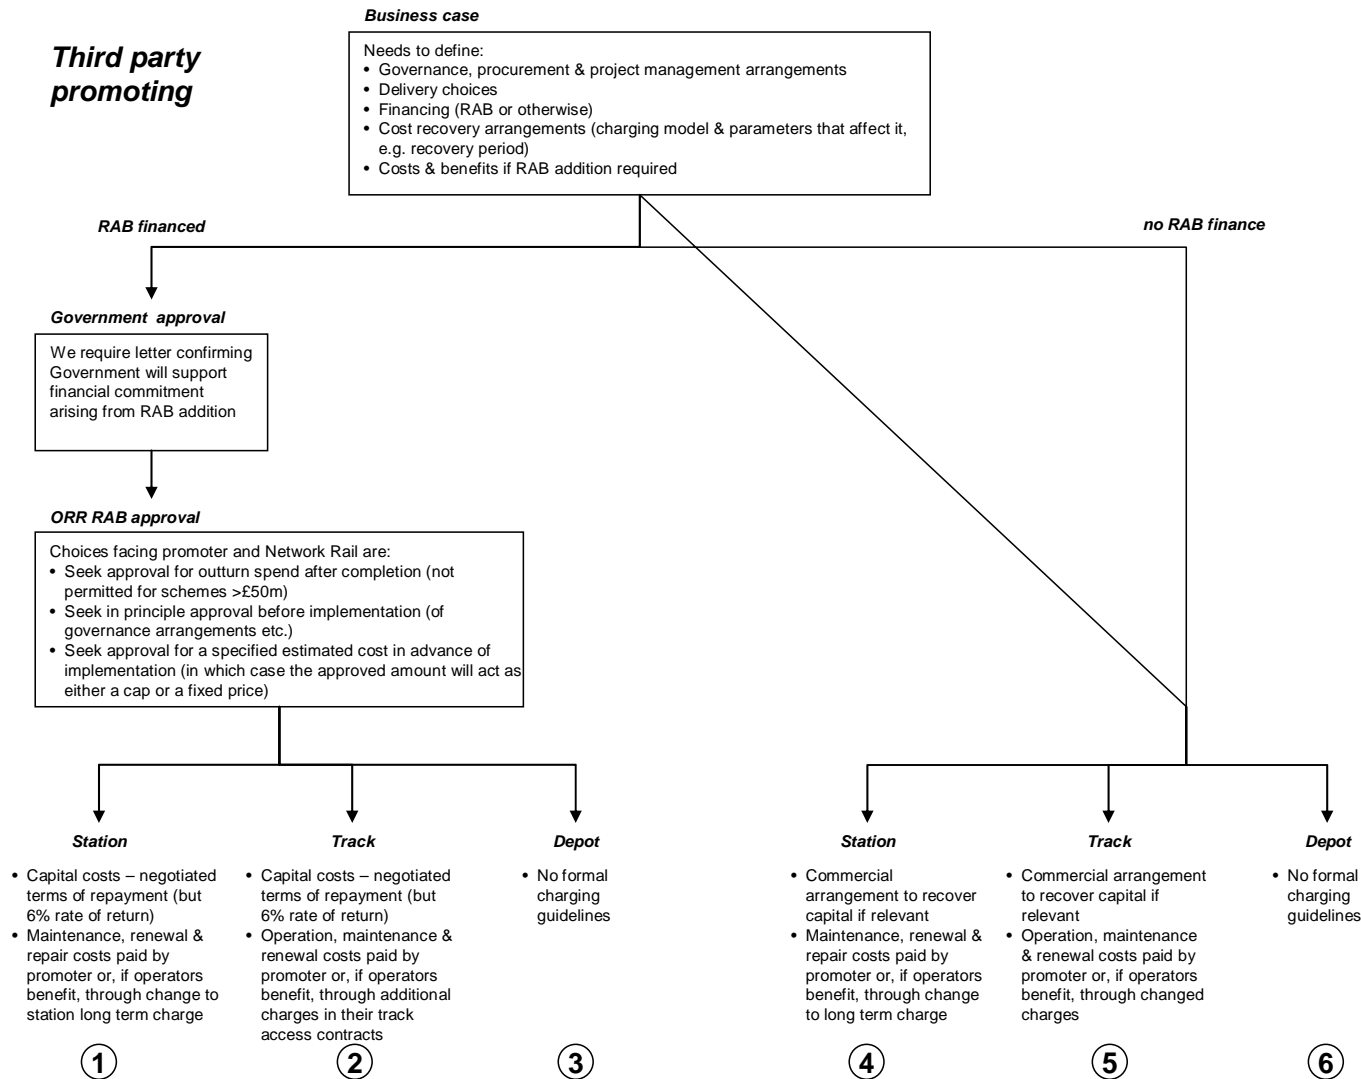 Business case
Third party
promoting
Needs to define:
• Governance, procurement & project management arrangements
• Delivery choices
• Financing (RAB or otherwise)
• Cost recovery arrangements (charging model & parameters that affect it,
e.g. recovery period)
• Costs & benefits if RAB addition required
RAB financed
no RAB finance
Government approval
We require letter confirming
Government will support
financial commitment
arising from RAB addition
ORR RAB approval
Choices facing promoter and Network Rail are:
• Seek approval for outturn spend after completion (not
permitted for schemes >£50m)
• Seek in principle approval before implementation (of
governance arrangements etc.)
• Seek approval for a specified estimated cost in advance of
implementation (in which case the approved amount will act as
either a cap or a fixed price)
Station
• Capital costs – negotiated
terms of repayment (but
6% rate of return)
• Maintenance, renewal &
repair costs paid by
promoter or, if operators
benefit, through change to
station long term charge
1
Track
• Capital costs – negotiated
terms of repayment (but
6% rate of return)
• Operation, maintenance &
renewal costs paid by
promoter or, if operators
benefit, through additional
charges in their track
access contracts
2
Depot
• No formal
charging
guidelines
3
Station
• Commercial
arrangement to recover
capital if relevant
• Maintenance, renewal &
repair costs paid by
promoter or, if operators
benefit, through change
to long term charge
4
Track
• Commercial arrangement
to recover capital if
relevant
• Operation, maintenance
& renewal costs paid by
promoter or, if operators
benefit, through changed
charges
5
Depot
• No formal
charging
guidelines
6